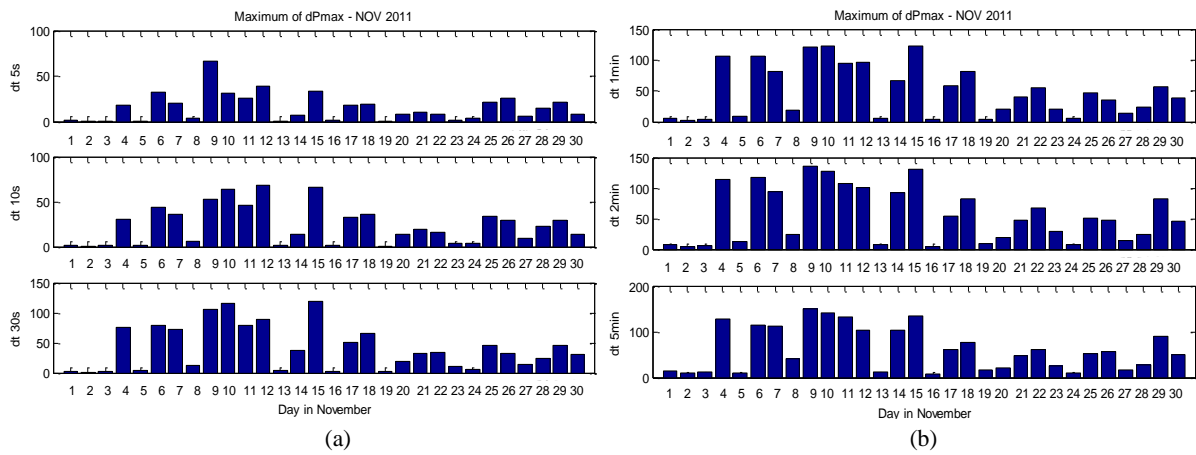 Maximum of dPmax - NOV 2011
100
50
0
dt 5s
1 2 3 4 5 6 7 8 9 10 11 12 13 14 15 16 17 18 19 20 21 22 23 24 25 26 27 28 29 30
100
50
0
dt 10s
1 2 3 4 5 6 7 8 9 10 11 12 13 14 15 16 17 18 19 20 21 22 23 24 25 26 27 28 29 30
150
100
50
0
dt 30s
1 2 3 4 5 6 7 8 9 10 11 12 13 14 15 16 17 18 19 20 21 22 23 24 25 26 27 28 29 30
Day in November
(a)
Maximum of dPmax - NOV 2011
150
100
50
0
dt 1min
1 2 3 4 5 6 7 8 9 10 11 12 13 14 15 16 17 18 19 20 21 22 23 24 25 26 27 28 29 30
150
100
50
0
dt 2min
1 2 3 4 5 6 7 8 9 10 11 12 13 14 15 16 17 18 19 20 21 22 23 24 25 26 27 28 29 30
200
100
0
dt 5min
1 2 3 4 5 6 7 8 9 10 11 12 13 14 15 16 17 18 19 20 21 22 23 24 25 26 27 28 29 30
Day in November
(b)